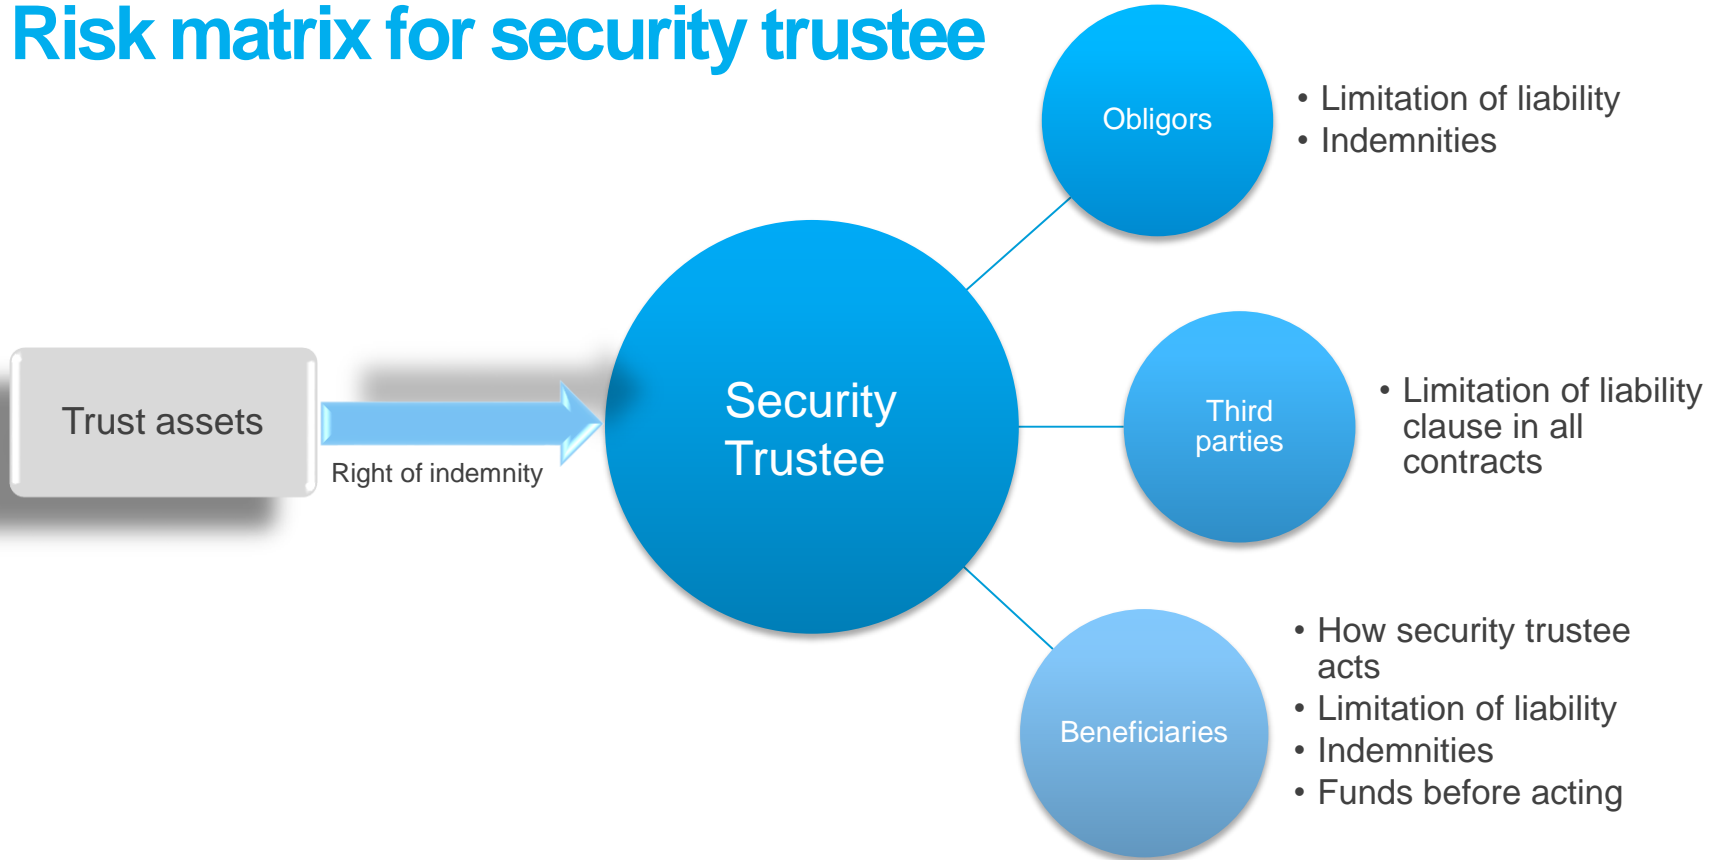 Risk matrix for security trustee
Obligors
• Limitation of liability
• Indemnities
Trust assets
Right of indemnity
Security
Trustee
Third
parties
• Limitation of liability
clause in all
contracts
Beneficiaries
• How security trustee
acts
• Limitation of liability
• Indemnities
• Funds before acting